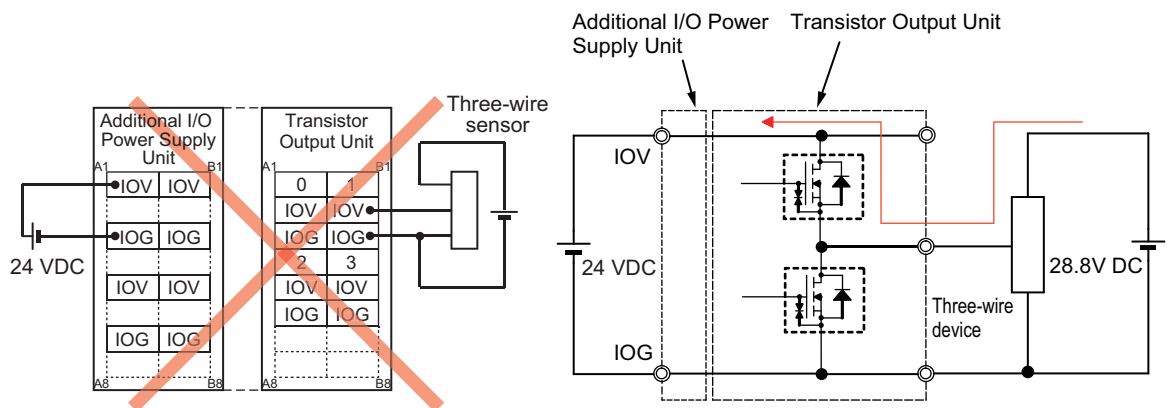 Additional I/O
Power Supply
Unit
Transistor
Output Unit
Three-wire
sensor
A1
B1
A1
B1
IOV IOV
IOG IOG
IOV IOV
IOG IOG
A8
B8
0 1
IOV IOV
IOG IOG
2 3
IOV IOV
IOG IOG
A8
B8
24 VDC
Additional I/O Power
Supply Unit
Transistor Output Unit
IOV
24 VDC
IOG
Three-wire
device
28.8V DC